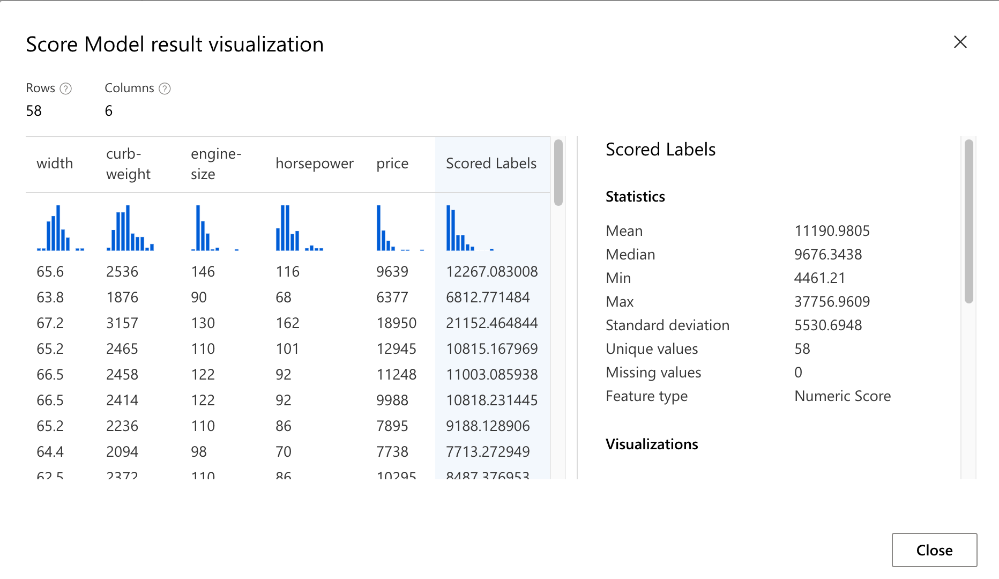 Score Model result visualization
Rows ? Columns ?
58 6
width curb-weight engine-size horsepower price Scored Labels
65.6 2536 146 116 9639 12267.083008
63.8 1876 90 68 6377 6812.771484
67.2 3157 130 162 18950 21152.464844
65.2 2465 110 101 12945 10815.167969
66.5 2458 122 92 11248 11003.085938
66.5 2414 122 92 9988 10818.231445
65.2 2236 110 86 7895 9188.128906
64.4 2094 98 70 7738 7713.272949
62.5 2372 110 86 10295 8487.376953
Scored Labels
Statistics
Mean 11190.9805
Median 9676.3438
Min 4461.21
Max 37756.9609
Standard deviation 5530.6948
Unique values 58
Missing values 0
Feature type Numeric Score
Visualizations
Close